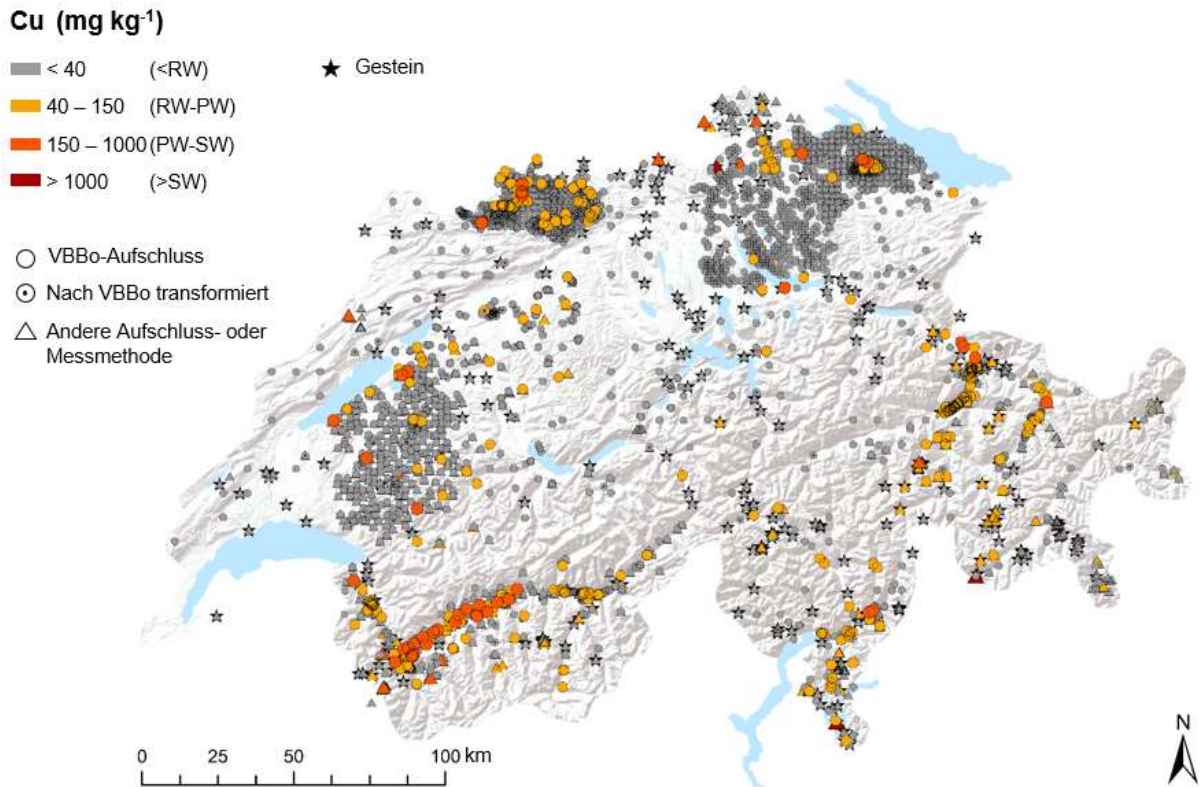 Cu (mg kg⁻¹)
< 40 (<RW)
40 – 150 (RW-PW)
150 – 1000 (PW-SW)
> 1000 (>SW)
Gestein
VBBo-Aufschluss
Nach VBBo transformiert
Andere Aufschluss- oder
Messmethode
0 25 50 100 km
N